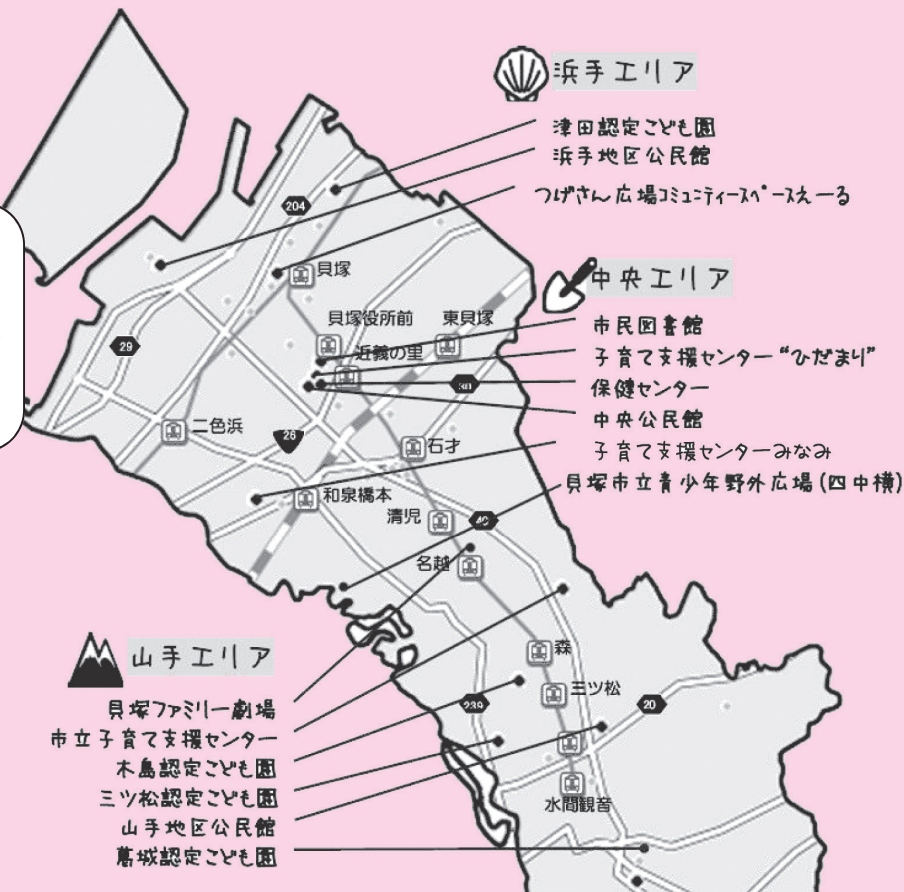 浜手エリア
津田認定こども園
浜手地区公民館
つげさん広場コミュニティースペースえーる
204
貝塚
中央エリア
貝塚役所前
東貝塚
市民図書館
29
近義の里
子育て支援センター“ひだまり”
30
保健センター
中央公民館
二色浜
26
石才
子育て支援センターみなみ
貝塚市立青少年野外広場(四中横)
和泉橋本
清児
40
名越
山手エリア
森
貝塚ファミリー劇場
三ツ松
239
20
市立子育て支援センター
木島認定こども園
三ツ松認定こども園
水間観音
山手地区公民館
葛城認定こども園